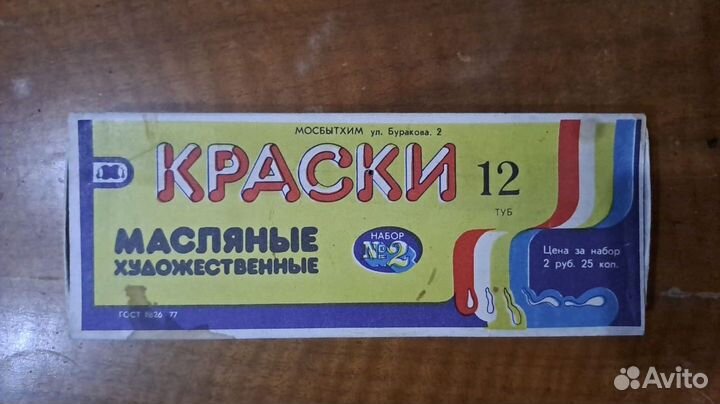 МОСБЫТХИМ ул. Буракова, 2
КРАСКИ 12
ТУБ
МАСЛЯНЫЕ
ХУДОЖЕСТВЕННЫЕ
НАБОР
№2
Цена за набор
2 руб. 25 коп.
ГОСТ 77
Avito